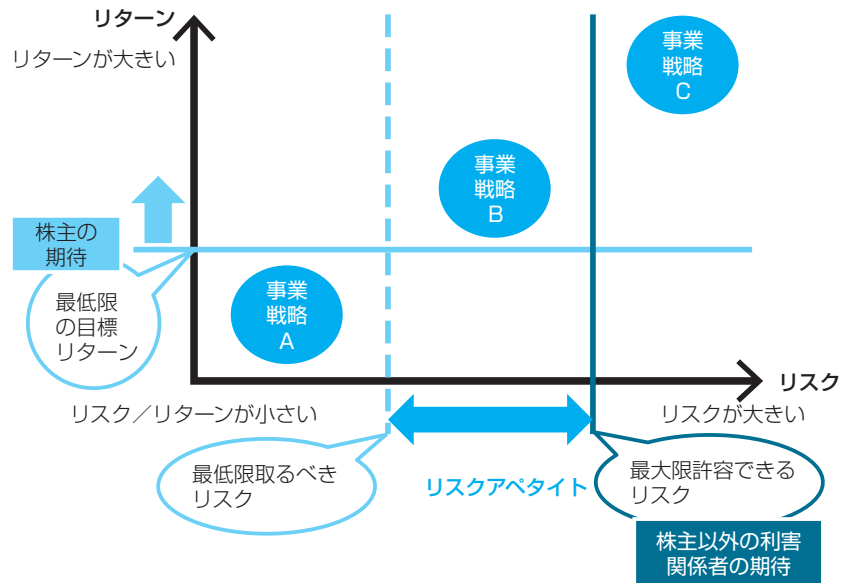 リターン
リターンが大きい
事業
戦略
C
事業
戦略
B
株主の
期待
最低限
の目標
リターン
事業
戦略
A
リスク
リスク／リターンが小さい
リスクが大きい
最低限取るべき
リスク
リスクアペタイト
最大限許容できる
リスク
株主以外の利害
関係者の期待